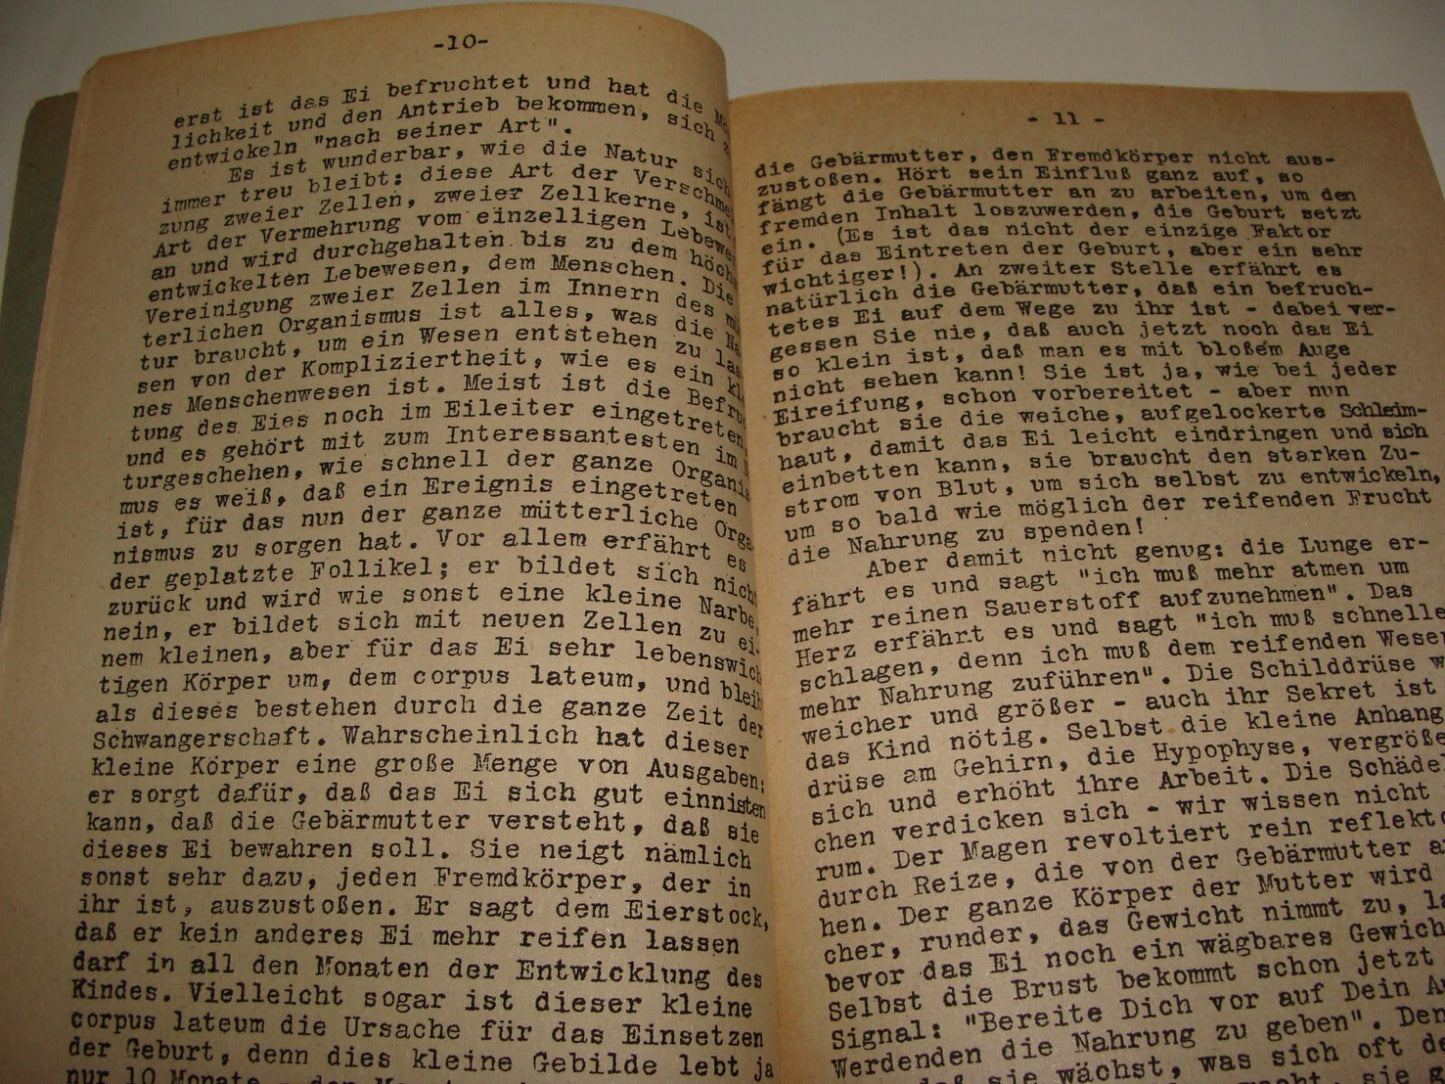 -10-
erst ist das Ei befruchtet und hat die Mö
lichkeit und den Antrieb bekommen, sich z
entwickeln "nach seiner Art".
Es ist wunderbar, wie die Natur sich
immer treu bleibt: diese Art der Verschmel
zung zweier Zellen, zweier Zellkerne, ist
Art der Vermehrung vom einzelligen Lebewe
an und wird durchgehalten bis zu dem höch
entwickelten Lebewesen, dem Menschen. Die
Vereinigung zweier Zellen im Innern des m
terlichen Organismus ist alles, was die Na
tur braucht, um ein Wesen entstehen zu las
sen von der Kompliziertheit, wie es ein kl
nes Menschenwesen ist. Meist ist die Befru
tung des Eies noch im Eileiter eingetreten,
und es gehört mit zum Interessantesten im
turgeschehen, wie schnell der ganze Organi
mus es weiß, daß ein Ereignis eingetreten
ist, für das nun der ganze mütterliche Orga
nismus zu sorgen hat. Vor allem erfährt es
der geplatzte Follikel; er bildet sich nicht
zurück und wird wie sonst eine kleine Narbe,
nein, er bildet sich mit neuen Zellen zu ei-
nem kleinen, aber für das Ei sehr lebenswich
tigen Körper um, dem corpus lateum, und bleib
als dieses bestehen durch die ganze Zeit der
Schwangerschaft. Wahrscheinlich hat dieser
kleine Körper eine große Menge von Ausgaben:
er sorgt dafür, daß das Ei sich gut einnisten
kann, daß die Gebärmutter versteht, daß sie
dieses Ei bewahren soll. Sie neigt nämlich
sonst sehr dazu, jeden Fremdkörper, der in
ihr ist, auszustoßen. Er sagt dem Eierstock,
daß er kein anderes Ei mehr reifen lassen
darf in all den Monaten der Entwicklung des
Kindes. Vielleicht sogar ist dieser kleine
corpus lateum die Ursache für das Einsetzen
der Geburt, denn dies kleine Gebilde lebt ja
nur 10 Monate
- 11 -
die Gebärmutter, den Fremdkörper nicht aus-
zustoßen. Hört sein Einfluß ganz auf, so
fängt die Gebärmutter an zu arbeiten, um den
fremden Inhalt loszuwerden, die Geburt setzt
ein. (Es ist das nicht der einzige Faktor
für das Eintreten der Geburt, aber ein sehr
wichtiger!). An zweiter Stelle erfährt es
natürlich die Gebärmutter, daß ein befruch-
tetes Ei auf dem Wege zu ihr ist - dabei ver-
gessen Sie nie, daß auch jetzt noch das Ei
so klein ist, daß man es mit bloßem Auge
nicht sehen kann! Sie ist ja, wie bei jeder
Eireifung, schon vorbereitet - aber nun
braucht sie die weiche, aufgelockerte Schleim-
haut, damit das Ei leicht eindringen und sich
einbetten kann, sie braucht den starken Zu-
strom von Blut, um sich selbst zu entwickeln,
um so bald wie möglich der reifenden Frucht
die Nahrung zu spenden!
Aber damit nicht genug: die Lunge er-
fährt es und sagt "ich muß mehr atmen um
mehr reinen Sauerstoff aufzunehmen". Das
Herz erfährt es und sagt "ich muß schnelle
schlagen, denn ich muß dem reifenden Wesen
mehr Nahrung zuführen". Die Schilddrüse w
weicher und größer - auch ihr Sekret ist
das Kind nötig. Selbst die kleine Anhang
drüse am Gehirn, die Hypophyse, vergröße
sich und erhöht ihre Arbeit. Die Schädel
chen verdicken sich - wir wissen nicht
rum. Der Magen revoltiert rein reflekto
durch Reize, die von der Gebärmutter a
hen. Der ganze Körper der Mutter wird
cher, runder, das Gewicht nimmt zu, la
bevor das Ei noch ein wägbares Gewich
Selbst die Brust bekommt schon jetzt
Signal: "Bereite Dich vor auf Dein A
Werdenden die Nahrung zu geben". Den
daß sie wächst, was sich oft de